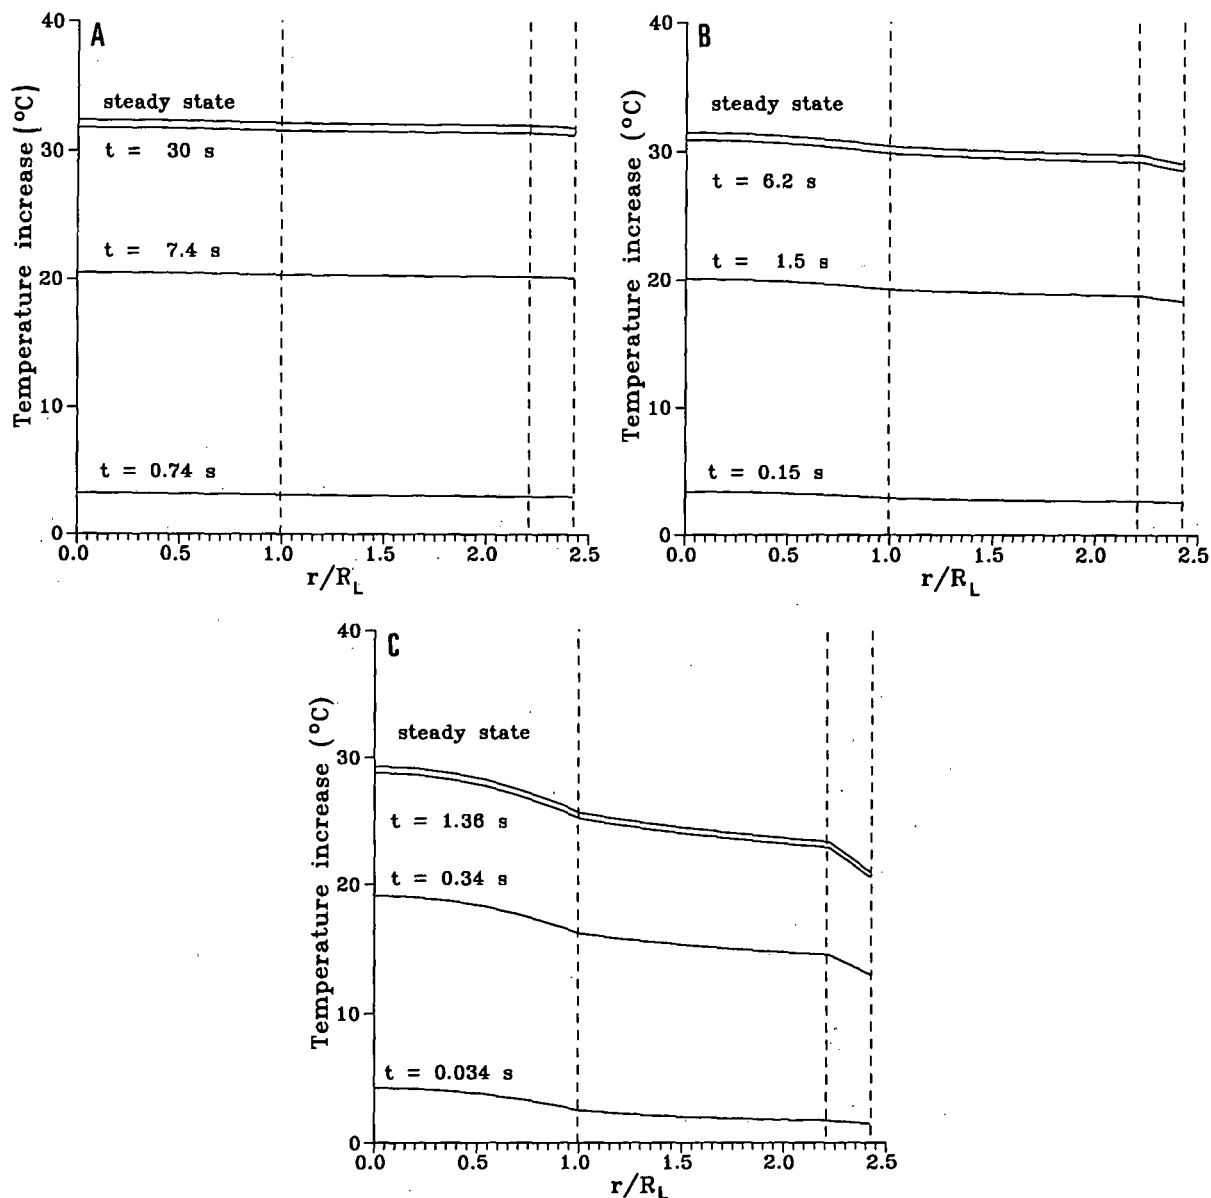 A
Temperature increase (°C)
40
30
20
10
0
steady state
t = 30 s
t = 7.4 s
t = 0.74 s
0.0 0.5 1.0 1.5 2.0 2.5
r/R_L
B
Temperature increase (°C)
40
30
20
10
0
steady state
t = 6.2 s
t = 1.5 s
t = 0.15 s
0.0 0.5 1.0 1.5 2.0 2.5
r/R_L
C
Temperature increase (°C)
40
30
20
10
0
steady state
t = 1.36 s
t = 0.34 s
t = 0.034 s
0.0 0.5 1.0 1.5 2.0 2.5
r/R_L